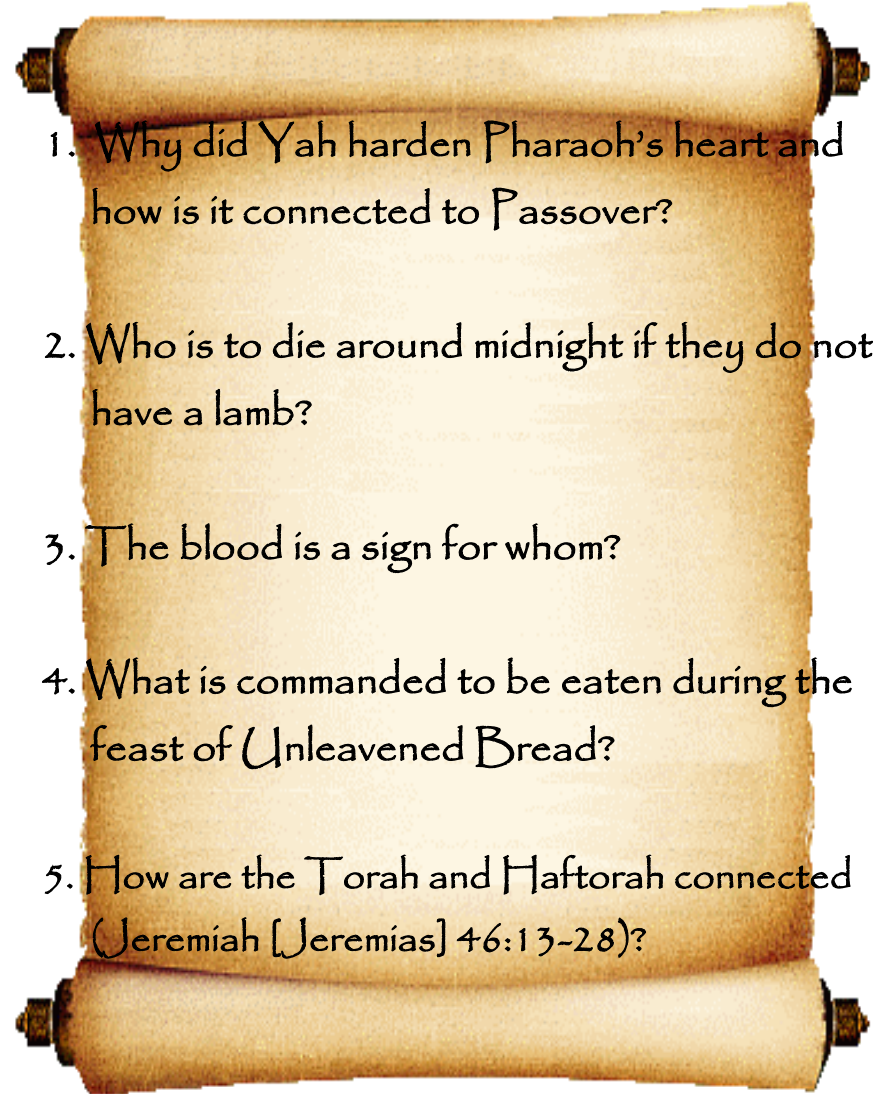 1. Why did Yah harden Pharaoh's heart and
how is it connected to Passover?
2. Who is to die around midnight if they do not
have a lamb?
3. The blood is a sign for whom?
4. What is commanded to be eaten during the
feast of Unleavened Bread?
5. How are the Torah and Haftorah connected
(Jeremiah [Jeremias] 46:13-28)?